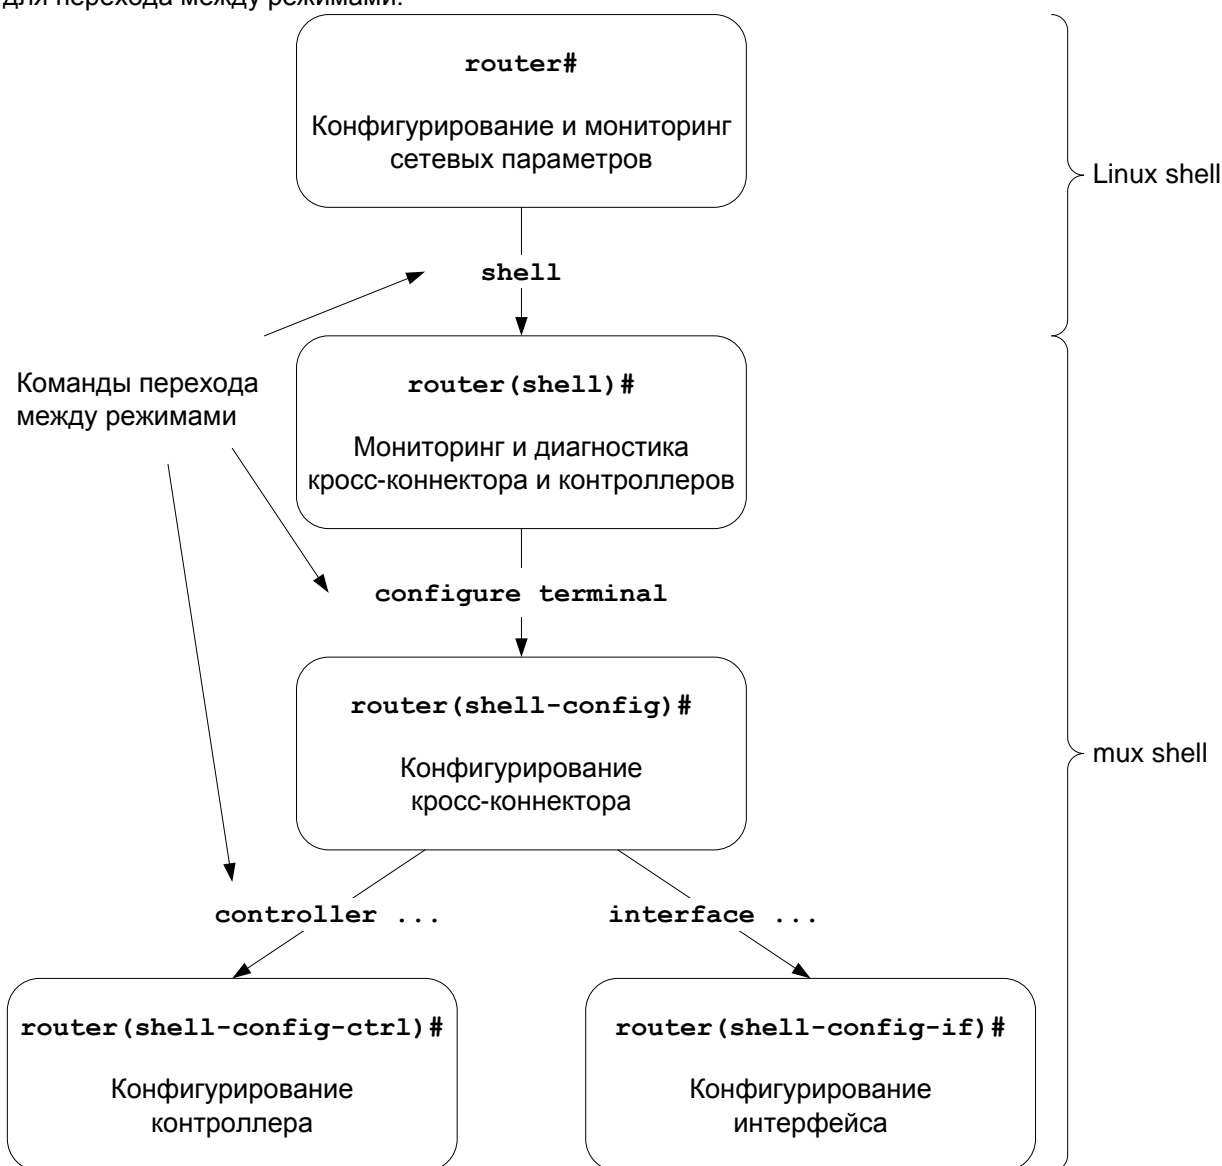 для перехода между режимами.
router#
Конфигурирование и мониторинг
сетевых параметров
Linux shell
shell
Команды перехода
между режимами
router(shell)#
Мониторинг и диагностика
кросс-коннектора и контроллеров
configure terminal
router(shell-config)#
Конфигурирование
кросс-коннектора
mux shell
controller ...
interface ...
router(shell-config-ctrl)#
Конфигурирование
контроллера
router(shell-config-if)#
Конфигурирование
интерфейса